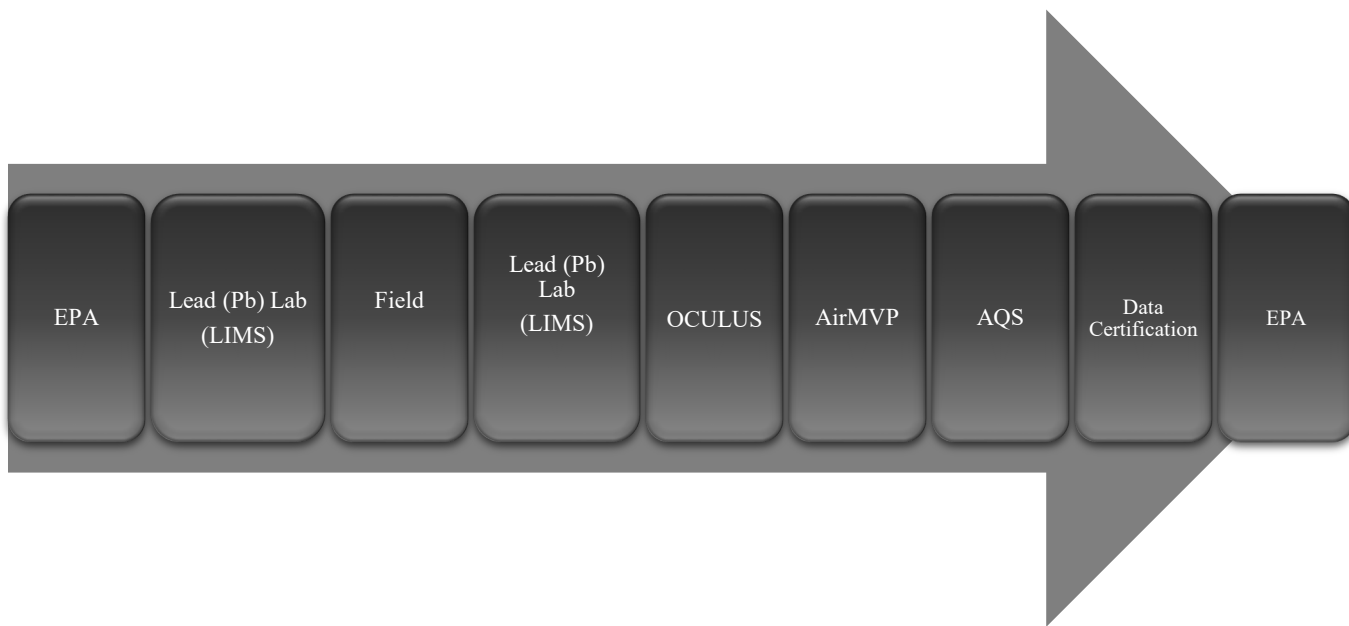 EPA
Lead (Pb) Lab
(LIMS)
Field
Lead (Pb)
Lab
(LIMS)
OCULUS
AirMVP
AQS
Data
Certification
EPA